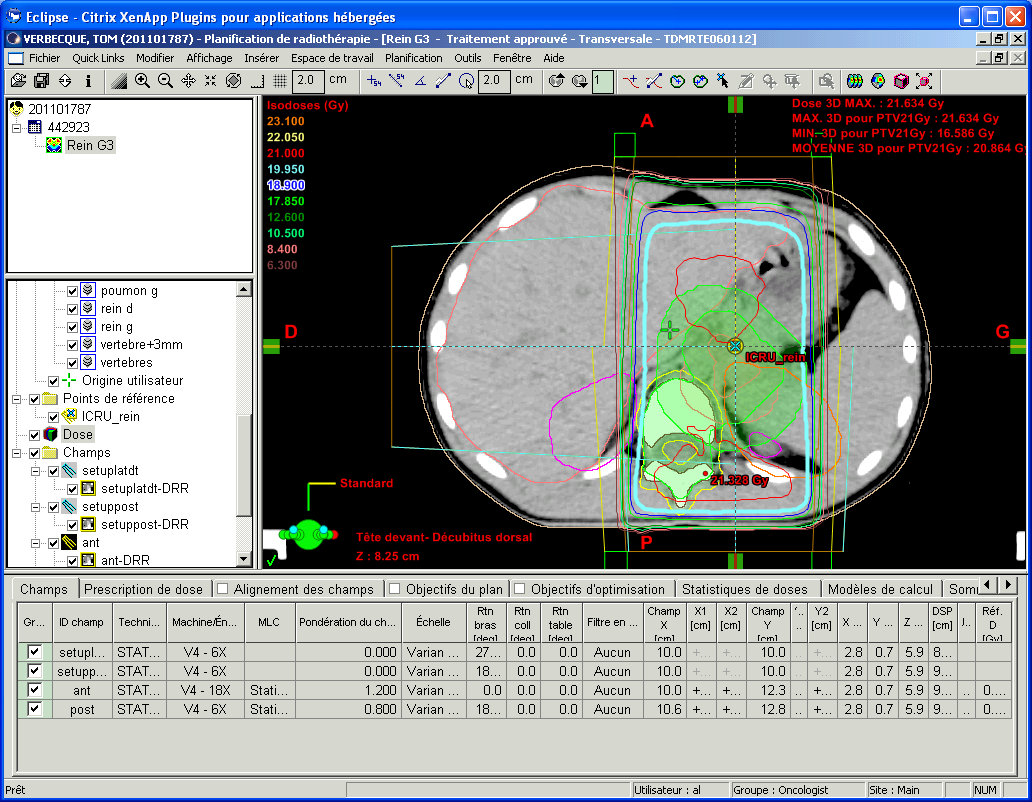 Eclipse - Citrix XenApp Plugins pour applications hébergées
VERBECQUE, TOM (201101787) - Planification de radiothérapie - [Rein G3 - Traitement approuvé - Transversale - TDMRTE060112]
Fichier Quick Links Modifier Affichage Insérer Espace de travail Planification Outils Fenêtre Aide
2.0 cm 2.0 cm 1
201101787
442923
Rein G3
poumon g
rein d
rein g
vertebre+3mm
vertebres
Origine utilisateur
Points de référence
ICRU_rein
Dose
Champs
setuplatdt
setuplatdt-DRR
setuppost
setuppost-DRR
ant
ant-DRR
Isodoses (Gy)
23.100
22.050
21.000
19.950
18.900
17.850
12.600
10.500
8.400
6.300
Dose 3D MAX. : 21.634 Gy
MAX. 3D pour PTV21Gy : 21.634 Gy
MIN. 3D pour PTV21Gy : 16.586 Gy
MOYENNE 3D pour PTV21Gy : 20.864 G
A
D
G
P
ICRU_rein
21.328 Gy
Standard
Tête devant- Décubitus dorsal
Z : 8.25 cm
Champs Prescription de dose Alignement des champs Objectifs du plan Objectifs d'optimisation Statistiques de doses Modèles de calcul Som
Gr... ID champ Techni... Machine/Én... MLC Pondération du ch... Échelle Rtn bras [deg] Rtn coll [deg] Rtn table [deg] Filtre en ... Champ X [cm] X1 [cm] X2 [cm] Champ Y [cm] '.. .. Y2 [cm] X ... Y ... Z ... DSP [cm] J.. Réf. D [Gy]
setupl... STAT... V4 - 6X 0.000 Varian ... 27... 0.0 0.0 Aucun 10.0 +... +... 10.0 .. +... 2.8 0.7 5.9 8...
setupp... STAT... V4 - 6X 0.000 Varian ... 18... 0.0 0.0 Aucun 10.0 +... +... 10.0 .. +... 2.8 0.7 5.9 9...
ant STAT... V4 - 18X Stati... 1.200 Varian ... 0.0 0.0 0.0 Aucun 10.0 +... +... 12.3 .. +... 2.8 0.7 5.9 9... .. 0....
post STAT... V4 - 6X Stati... 0.800 Varian ... 18... 0.0 0.0 Aucun 10.6 +... +... 12.8 .. +... 2.8 0.7 5.9 9... .. 0....
Prêt Utilisateur : al Groupe : Oncologist Site : Main NUM